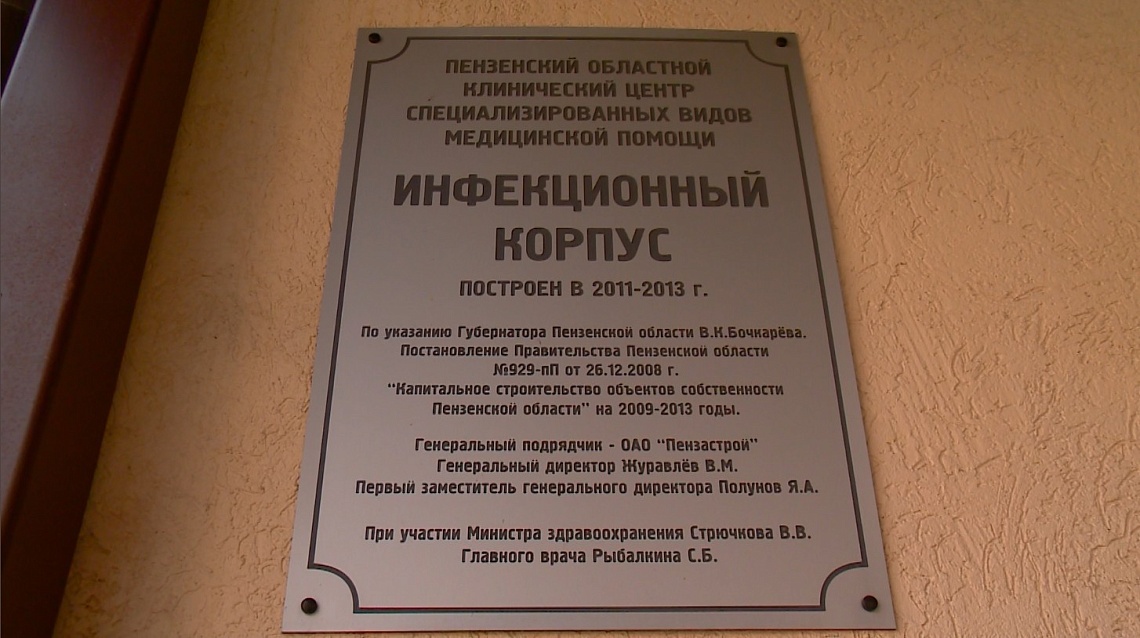 ПЕНЗЕНСКИЙ ОБЛАСТНОЙ
КЛИНИЧЕСКИЙ ЦЕНТР
СПЕЦИАЛИЗИРОВАННЫХ ВИДОВ
МЕДИЦИНСКОЙ ПОМОЩИ
ИНФЕКЦИОННЫЙ
КОРПУС
ПОСТРОЕН В 2011-2013 г.
По указанию Губернатора Пензенской области В.К.Бочкарёва.
Постановление Правительства Пензенской области
№929-пП от 26.12.2008 г.
“Капитальное строительство объектов собственности
Пензенской области” на 2009-2013 годы.
Генеральный подрядчик - ОАО “Пензастрой”
Генеральный директор Журавлёв В.М.
Первый заместитель генерального директора Полунов Я.А.
При участии Министра здравоохранения Стрючкова В.В.
Главного врача Рыбалкина С.Б.